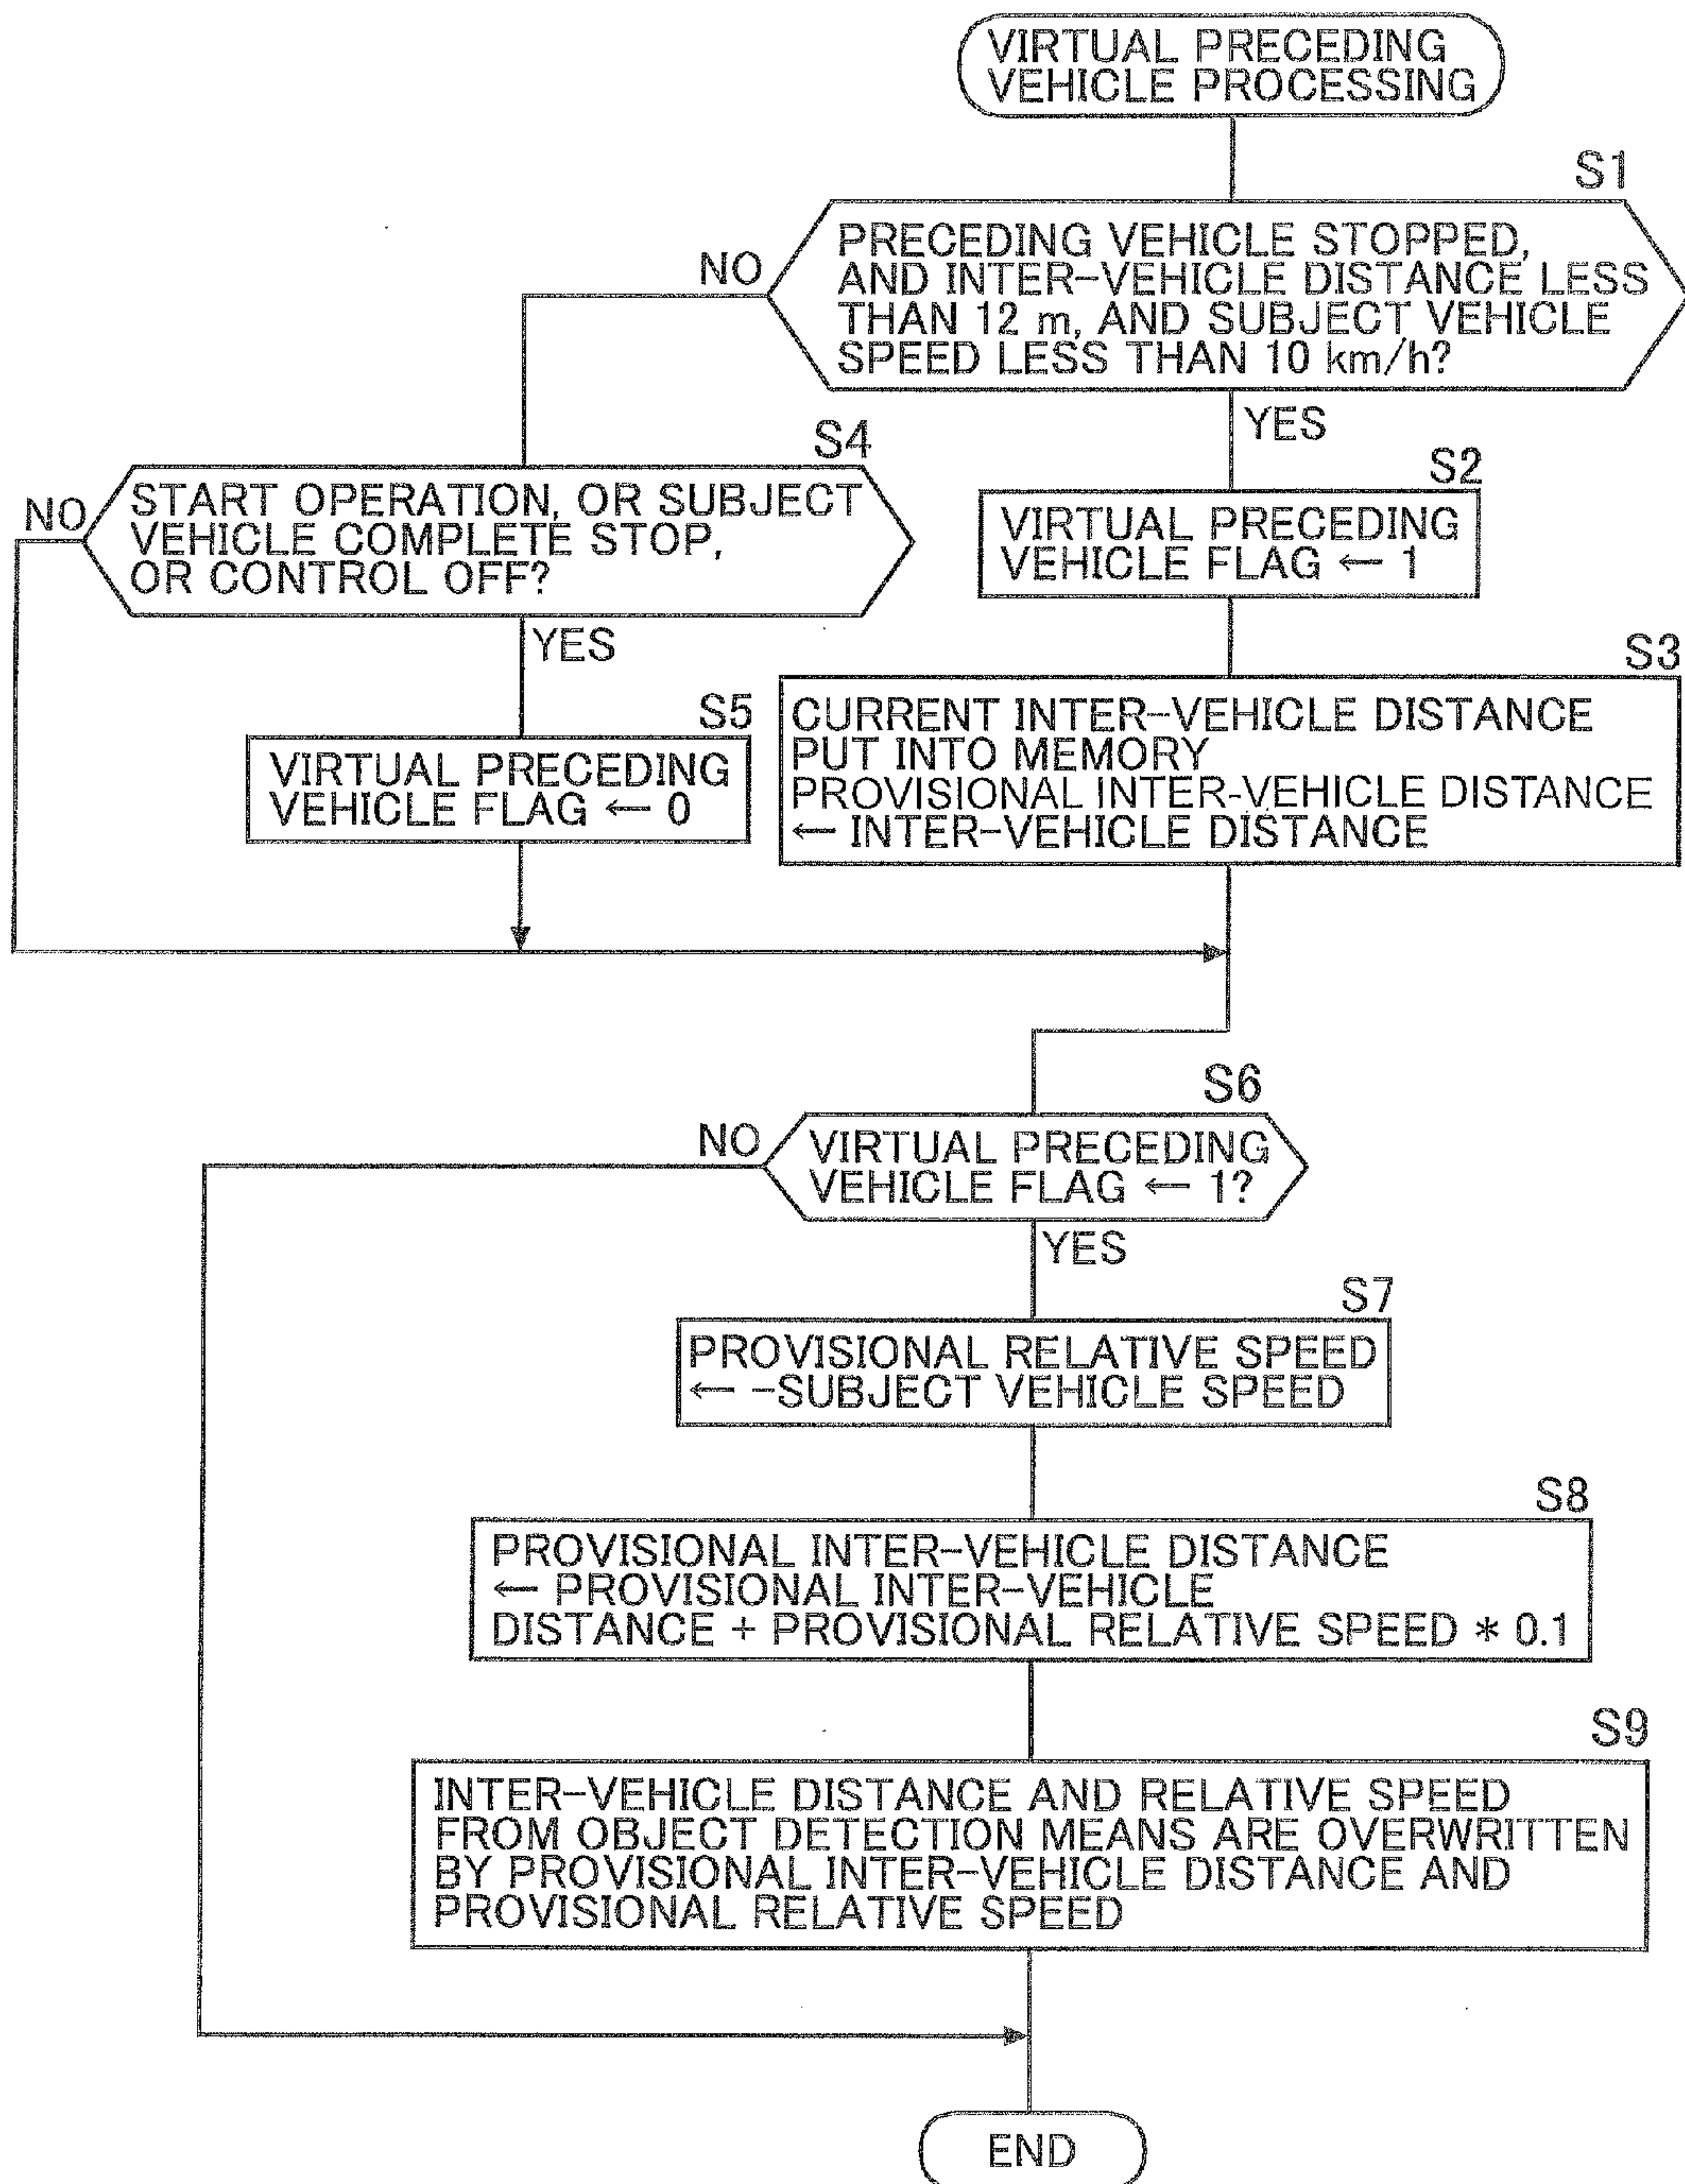 VIRTUAL PRECEDING
VEHICLE PROCESSING
S1
PRECEDING VEHICLE STOPPED,
AND INTER-VEHICLE DISTANCE LESS
THAN 12 m, AND SUBJECT VEHICLE
SPEED LESS THAN 10 km/h?
NO
YES
S4
START OPERATION, OR SUBJECT
VEHICLE COMPLETE STOP,
OR CONTROL OFF?
NO
YES
S2
VIRTUAL PRECEDING
VEHICLE FLAG ← 1
S3
CURRENT INTER-VEHICLE DISTANCE
PUT INTO MEMORY
PROVISIONAL INTER-VEHICLE DISTANCE
← INTER-VEHICLE DISTANCE
S5
VIRTUAL PRECEDING
VEHICLE FLAG ← 0
S6
VIRTUAL PRECEDING
VEHICLE FLAG ← 1?
NO
YES
S7
PROVISIONAL RELATIVE SPEED
← -SUBJECT VEHICLE SPEED
S8
PROVISIONAL INTER-VEHICLE DISTANCE
← PROVISIONAL INTER-VEHICLE
DISTANCE + PROVISIONAL RELATIVE SPEED * 0.1
S9
INTER-VEHICLE DISTANCE AND RELATIVE SPEED
FROM OBJECT DETECTION MEANS ARE OVERWRITTEN
BY PROVISIONAL INTER-VEHICLE DISTANCE AND
PROVISIONAL RELATIVE SPEED
END